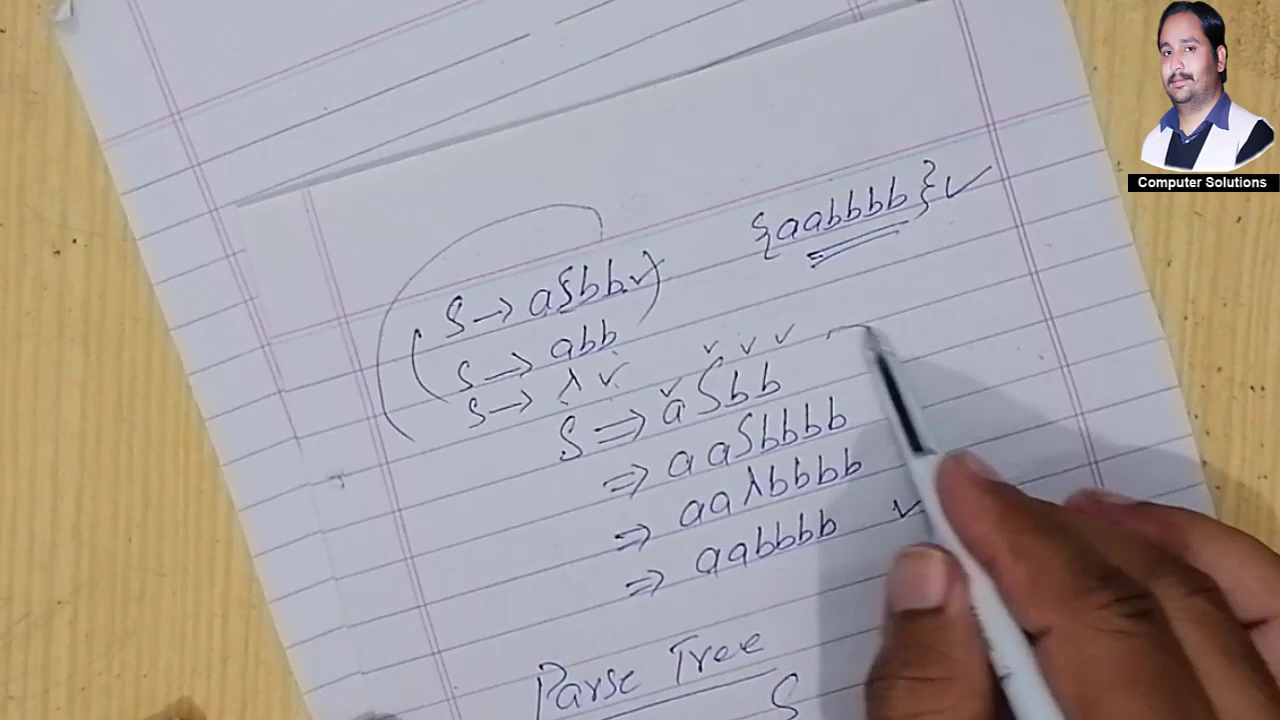 Computer Solutions
{aabbbb} ✓
S → aSbb ✓
S → abb
S → λ ✓
S ⇒ aSbb
⇒ aaSbbbb
⇒ aaλbbbb
⇒ aabbbb ✓
Parse Tree
S